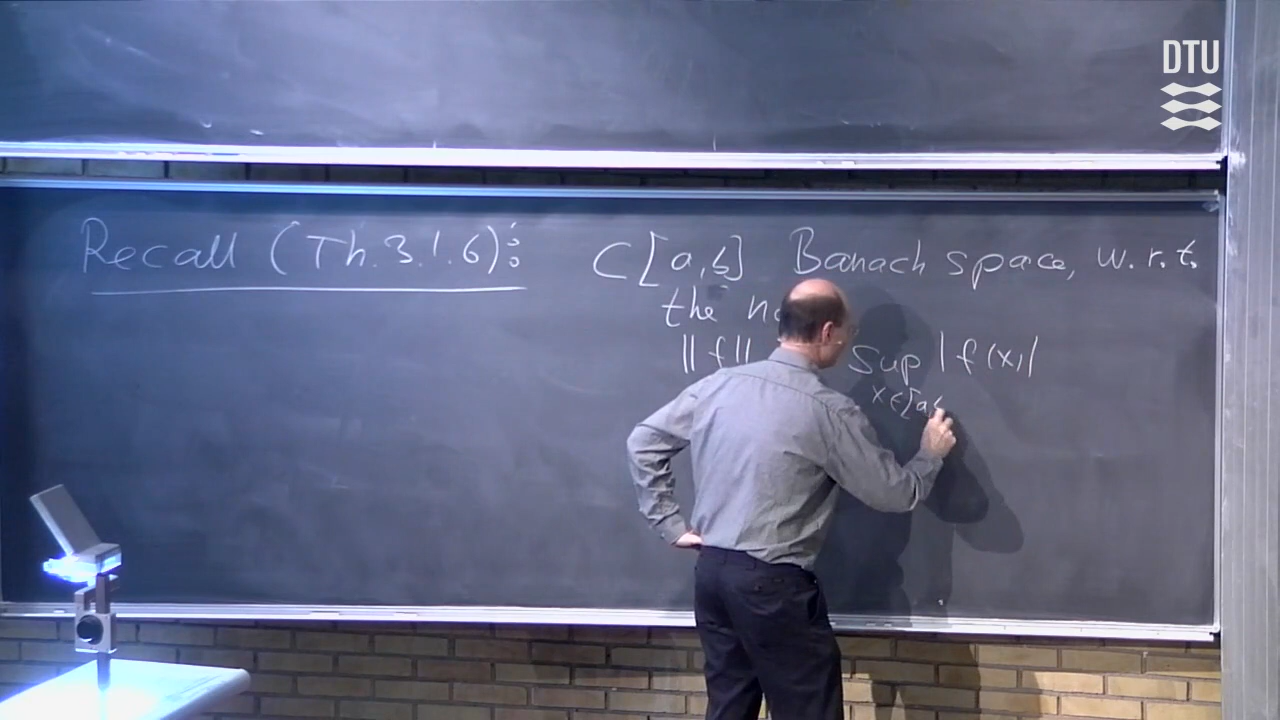 DTU
Recall (Th. 3.1.6): C[a,b] Banach space, w.r.t.
the
||f|| sup |f(x)|
x∈[a